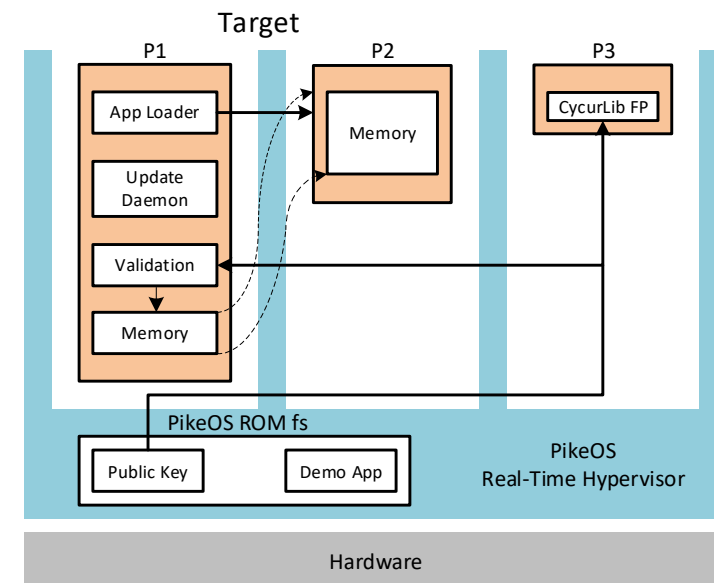 Target
P1
P2
P3
App Loader
Memory
CycurLib FP
Update
Daemon
Validation
Memory
PikeOS ROM fs
Public Key
Demo App
PikeOS
Real-Time Hypervisor
Hardware